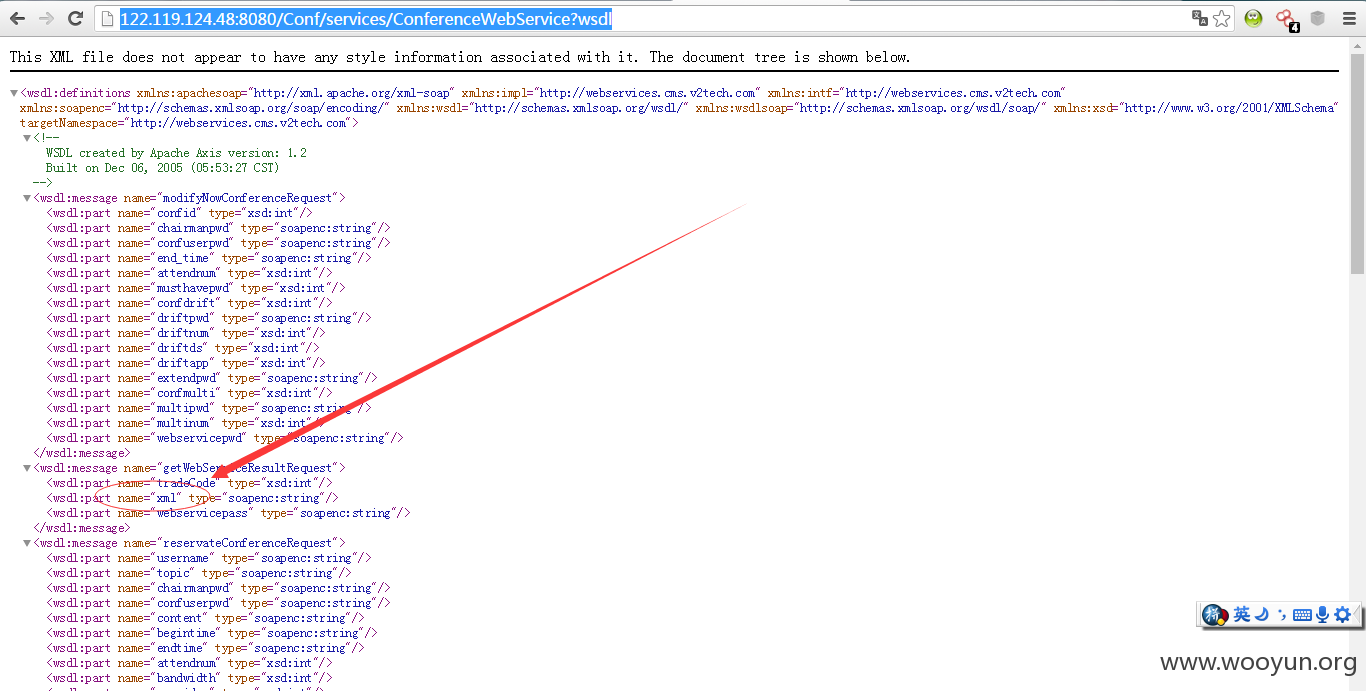 122.119.124.48:8080/Conf/services/ConferenceWebService?wsdl
4
This XML file does not appear to have any style information associated with it. The document tree is shown below.
▼<wsdl:definitions xmlns:apachesoap="http://xml.apache.org/xml-soap" xmlns:impl="http://webservices.cms.v2tech.com" xmlns:intf="http://webservices.cms.v2tech.com"
xmlns:soapenc="http://schemas.xmlsoap.org/soap/encoding/" xmlns:wsdl="http://schemas.xmlsoap.org/wsdl/" xmlns:wsdlsoap="http://schemas.xmlsoap.org/wsdl/soap/" xmlns:xsd="http://www.w3.org/2001/XMLSchema"
targetNamespace="http://webservices.cms.v2tech.com">
▼<!--
WSDL created by Apache Axis version: 1.2
Built on Dec 06, 2005 (05:53:27 CST)
-->
▼<wsdl:message name="modifyNowConferenceRequest">
<wsdl:part name="confid" type="xsd:int"/>
<wsdl:part name="chairmanpwd" type="soapenc:string"/>
<wsdl:part name="confuserpwd" type="soapenc:string"/>
<wsdl:part name="end_time" type="soapenc:string"/>
<wsdl:part name="attendnum" type="xsd:int"/>
<wsdl:part name="musthavepwd" type="xsd:int"/>
<wsdl:part name="confdrift" type="xsd:int"/>
<wsdl:part name="driftpwd" type="soapenc:string"/>
<wsdl:part name="driftnum" type="xsd:int"/>
<wsdl:part name="driftds" type="xsd:int"/>
<wsdl:part name="driftapp" type="xsd:int"/>
<wsdl:part name="extendpwd" type="soapenc:string"/>
<wsdl:part name="confmulti" type="xsd:int"/>
<wsdl:part name="multipwd" type="soapenc:string"/>
<wsdl:part name="multinum" type="xsd:int"/>
<wsdl:part name="webservicepwd" type="soapenc:string"/>
</wsdl:message>
▼<wsdl:message name="getWebServiceResultRequest">
<wsdl:part name="tradeCode" type="xsd:int"/>
<wsdl:part name="xml" type="soapenc:string"/>
<wsdl:part name="webservicepass" type="soapenc:string"/>
</wsdl:message>
▼<wsdl:message name="reservateConferenceRequest">
<wsdl:part name="username" type="soapenc:string"/>
<wsdl:part name="topic" type="soapenc:string"/>
<wsdl:part name="chairmanpwd" type="soapenc:string"/>
<wsdl:part name="confuserpwd" type="soapenc:string"/>
<wsdl:part name="content" type="soapenc:string"/>
<wsdl:part name="begintime" type="soapenc:string"/>
<wsdl:part name="endtime" type="soapenc:string"/>
<wsdl:part name="attendnum" type="xsd:int"/>
<wsdl:part name="bandwidth" type="xsd:int"/>
英
www.wooyun.org